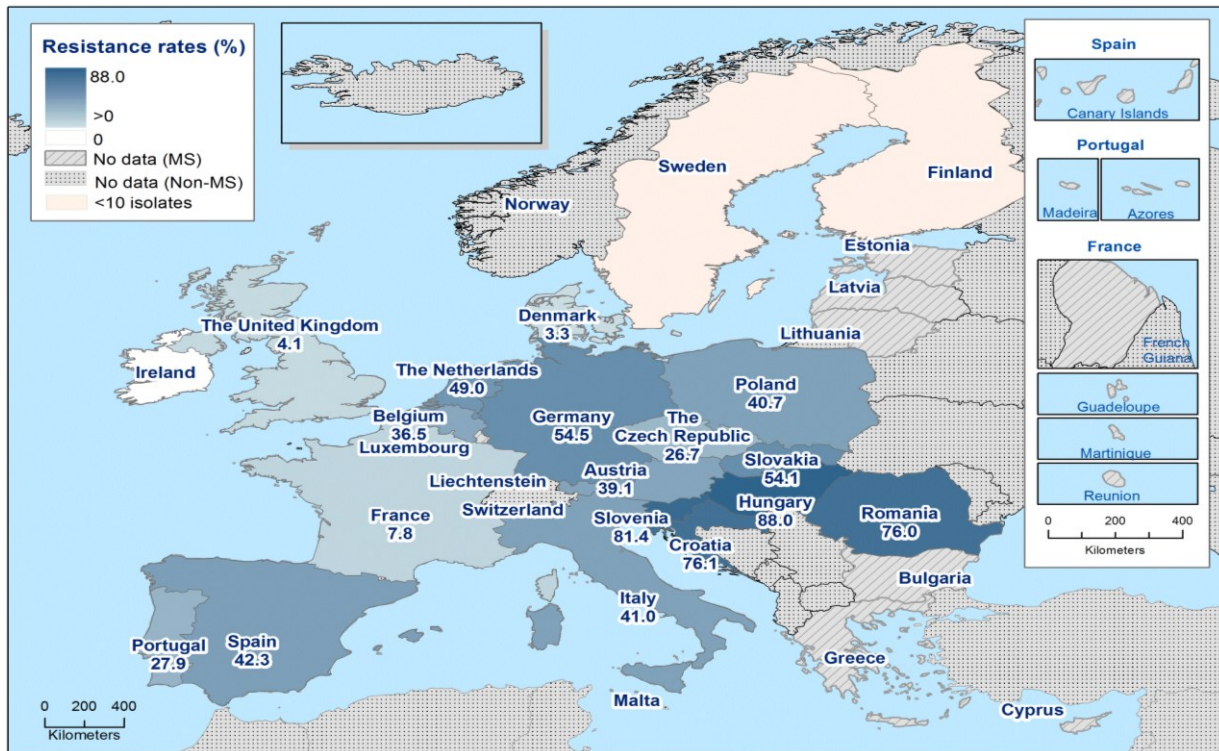 Resistance rates (%)
88.0
>0
0
No data (MS)
No data (Non-MS)
<10 isolates
Spain
Canary Islands
Portugal
Madeira
Azores
France
French
Guiana
Guadeloupe
Martinique
Reunion
0 200 400
Kilometers
Sweden
Finland
Norway
Estonia
Latvia
Lithuania
Denmark
3.3
The United Kingdom
4.1
Ireland
The Netherlands
49.0
Poland
40.7
Belgium
36.5
Luxembourg
Germany
54.5
The
Czech Republic
26.7
Slovakia
54.1
Austria
39.1
Liechtenstein
Switzerland
Hungary
88.0
Romania
76.0
France
7.8
Slovenia
81.4
Croatia
76.1
Bulgaria
Italy
41.0
Portugal
27.9
Spain
42.3
Greece
Malta
Cyprus
0 200 400
Kilometers